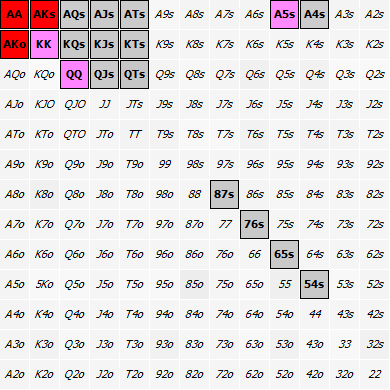 AA AKs AQs AJs ATs A9s A8s A7s A6s A5s A4s A3s A2s
AKo KK KQs KJs KTs K9s K8s K7s K6s K5s K4s K3s K2s
AQo KQo QQ QJs QTs Q9s Q8s Q7s Q6s Q5s Q4s Q3s Q2s
AJo KJO QJO JJ JTs J9s J8s J7s J6s J5s J4s J3s J2s
ATo KTo QTO JTo TT T9s T8s T7s T6s T5s T4s T3s T2s
A9o K9o Q9o J9o T9o 99 98s 97s 96s 95s 94s 93s 92s
A8o K8o Q8o J8o T8o 98o 88 87s 86s 85s 84s 83s 82s
A7o K7o Q7o J7o T7o 97o 87o 77 76s 75s 74s 73s 72s
A6o K6o Q6o J6o T6o 96o 86o 76o 66 65s 64s 63s 62s
A5o 5Ko Q5o J5o T5o 95o 85o 75o 65o 55 54s 53s 52s
A4o K4o Q4o J4o T4o 94o 84o 74o 64o 54o 44 43s 42s
A3o K3o Q3o J3o T3o 93o 83o 73o 63o 53o 43o 33 32s
A2o K2o Q2o J2o T2o 92o 82o 72o 62o 52o 42o 32o 22